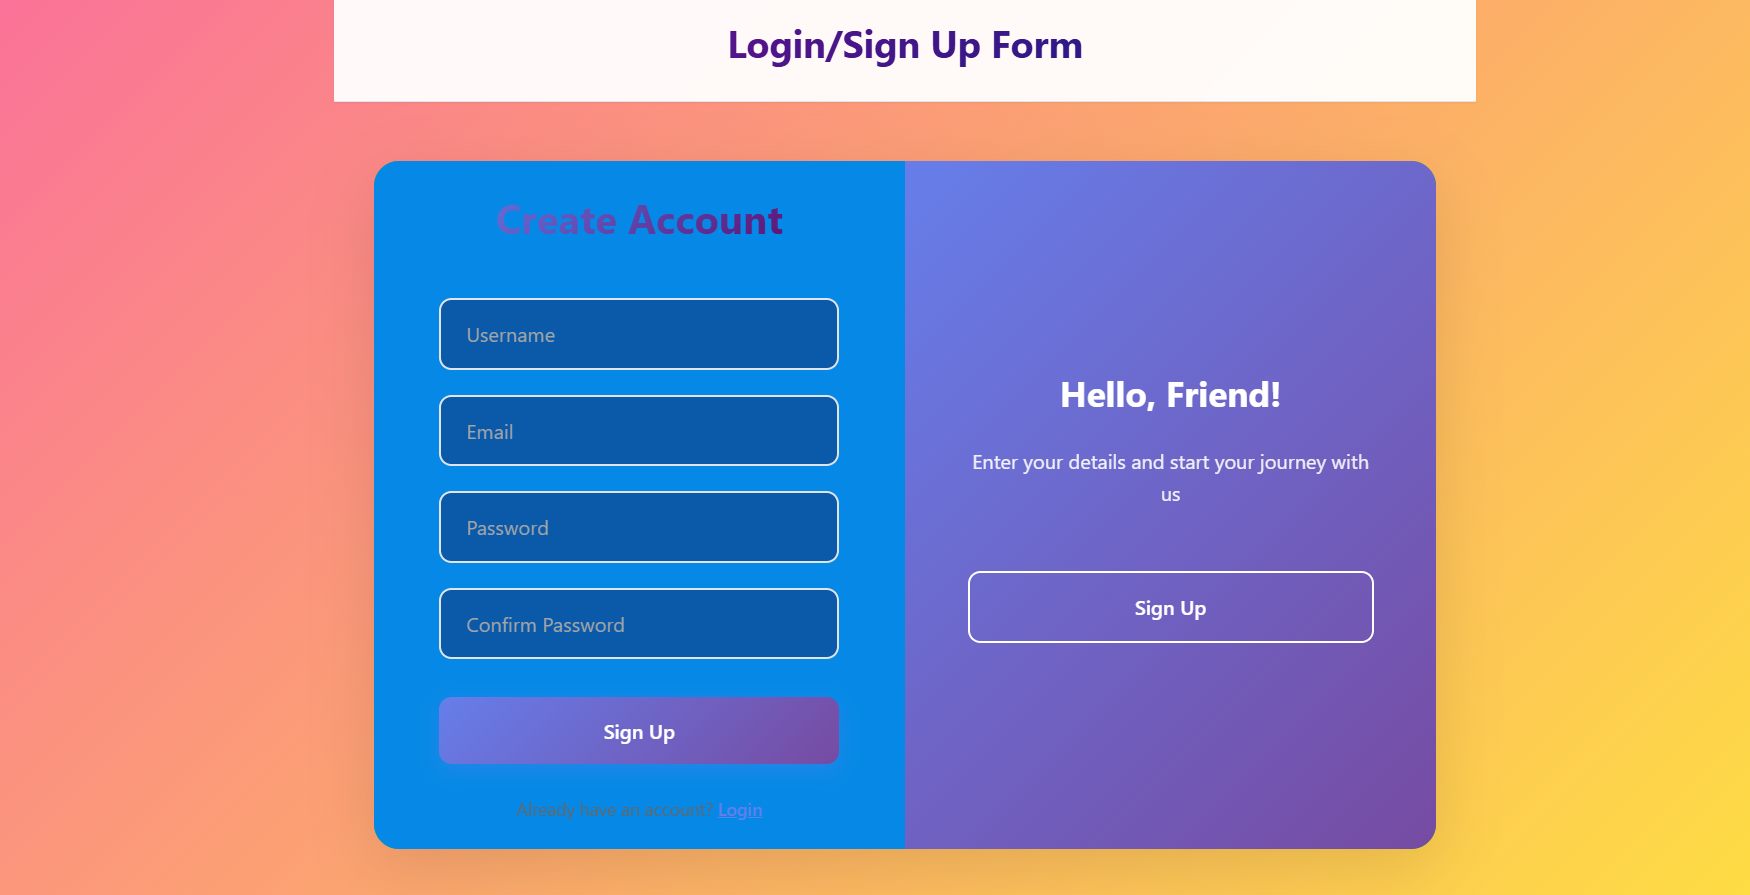 Login/Sign Up Form
Create Account
Username
Email
Password
Confirm Password
Sign Up
Already have an account? Login
Hello, Friend!
Enter your details and start your journey with
us
Sign Up